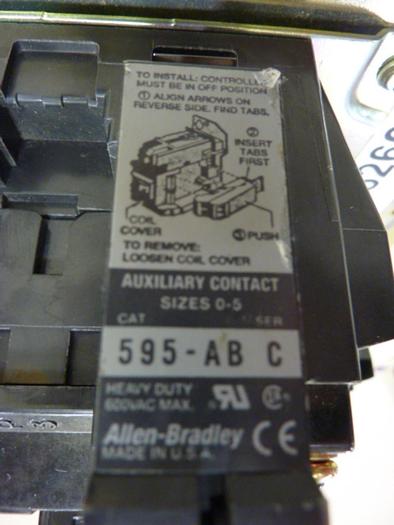 TO INSTALL: CONTROLLER
MUST BE IN OFF POSITION
① ALIGN ARROWS ON
REVERSE SIDE. FIND TABS.
② INSERT
TABS
FIRST
COIL
COVER
③ PUSH
TO REMOVE:
LOOSEN COIL COVER
AUXILIARY CONTACT
SIZES 0-5
CAT SER
595-AB C
HEAVY DUTY
600VAC MAX.
Allen-Bradley
MADE IN U.S.A.